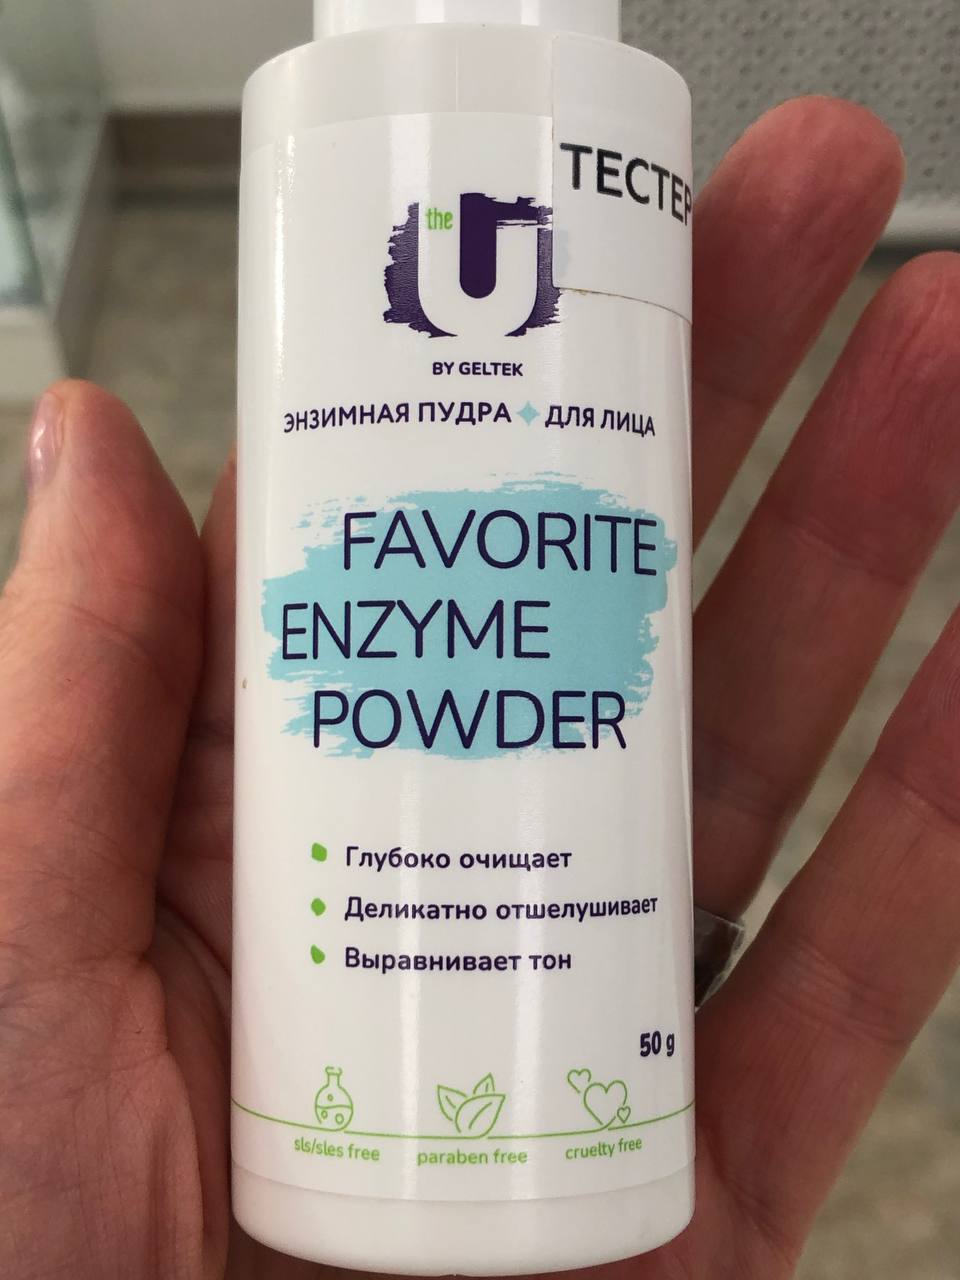 ТЕСТЕР
the
U
BY GELTEK
ЭНЗИМНАЯ ПУДРА ДЛЯ ЛИЦА
FAVORITE
ENZYME
POWDER
Глубоко очищает
Деликатно отшелушивает
Выравнивает тон
50 g
sls/sles free paraben free cruelty free